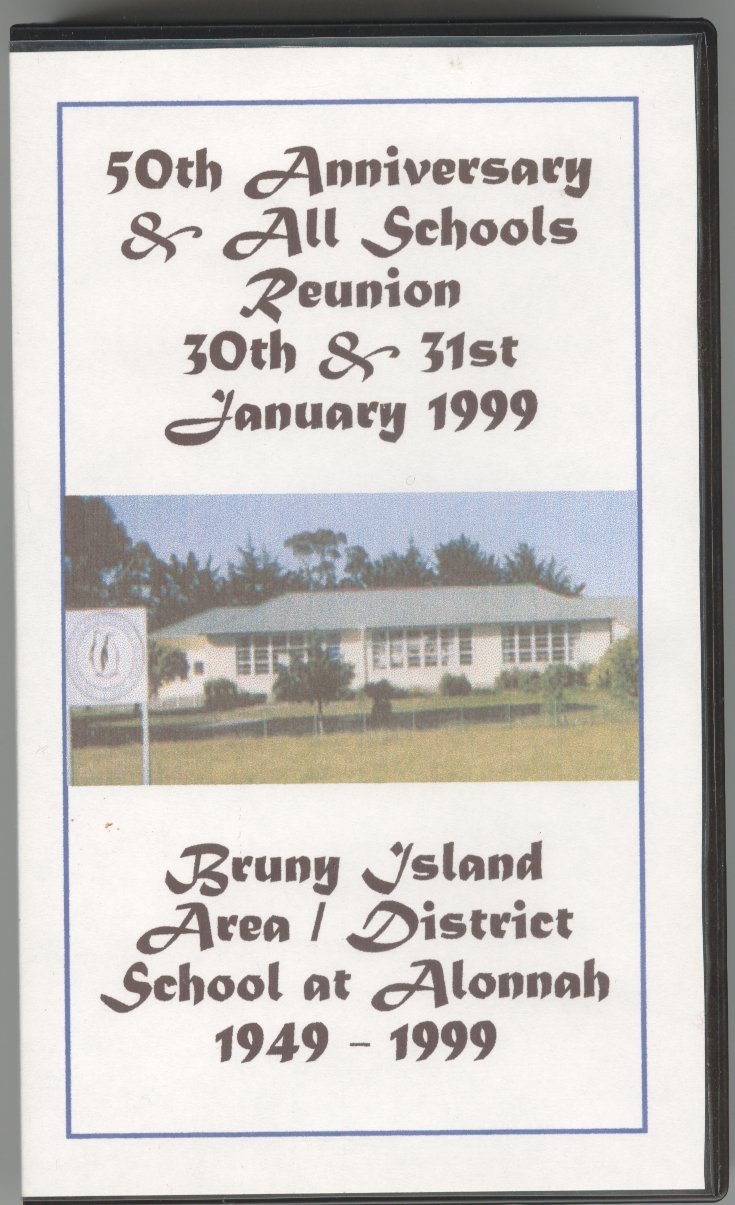 50th Anniversary
& All Schools
Reunion
30th & 31st
January 1999
Bruny Island
Area / District
School at Alonnah
1949 - 1999